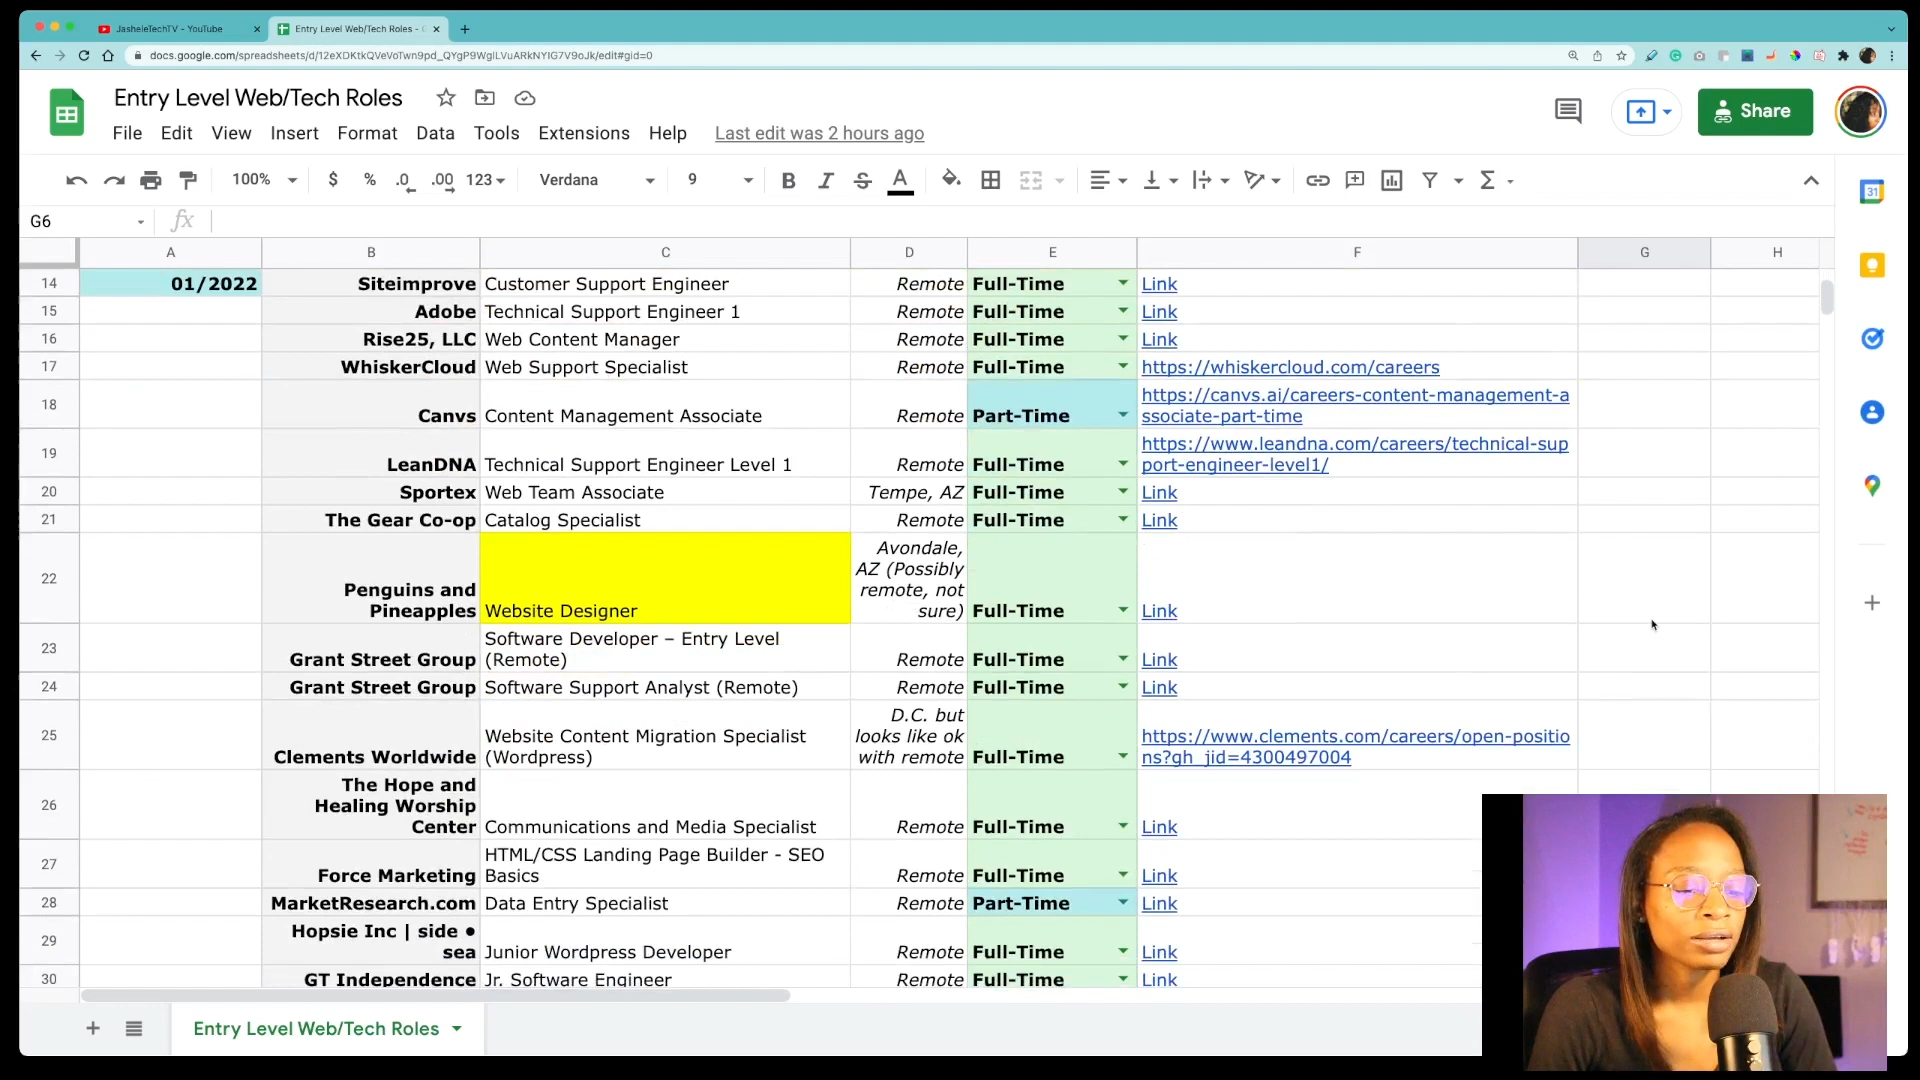 JasheleTechTV - YouTube
Entry Level Web/Tech Roles -
docs.google.com/spreadsheets/d/12eXDKtkQVeVoTwn9pd_QYgP9WglLVuARkNYIG7V9oJk/edit#gid=0
Entry Level Web/Tech Roles
Share
File Edit View Insert Format Data Tools Extensions Help Last edit was 2 hours ago
100% $ % .0 .00 123 Verdana 9 B I S A Σ
31
G6 fx
A B C D E F G H
14 01/2022 Siteimprove Customer Support Engineer Remote Full-Time Link
15 Adobe Technical Support Engineer 1 Remote Full-Time Link
16 Rise25, LLC Web Content Manager Remote Full-Time Link
17 WhiskerCloud Web Support Specialist Remote Full-Time https://whiskercloud.com/careers
18 Canvs Content Management Associate Remote Part-Time https://canvs.ai/careers-content-management-a
ssociate-part-time
19 LeanDNA Technical Support Engineer Level 1 Remote Full-Time https://www.leandna.com/careers/technical-sup
port-engineer-level1/
20 Sportex Web Team Associate Tempe, AZ Full-Time Link
21 The Gear Co-op Catalog Specialist Remote Full-Time Link
22 Penguins and
Pineapples Website Designer
Avondale,
AZ (Possibly
remote, not
sure) Full-Time Link
23 Grant Street Group Software Developer – Entry Level
(Remote) Remote Full-Time Link
24 Grant Street Group Software Support Analyst (Remote) Remote Full-Time Link
25 Clements Worldwide Website Content Migration Specialist
(Wordpress)
D.C. but
looks like ok
with remote Full-Time https://www.clements.com/careers/open-positio
ns?gh_jid=4300497004
26 The Hope and
Healing Worship
Center Communications and Media Specialist Remote Full-Time Link
27 Force Marketing HTML/CSS Landing Page Builder - SEO
Basics Remote Full-Time Link
28 MarketResearch.com Data Entry Specialist Remote Part-Time Link
29 Hopsie Inc | side ●
sea Junior Wordpress Developer Remote Full-Time Link
30 GT Independence Jr. Software Engineer Remote Full-Time Link
Entry Level Web/Tech Roles